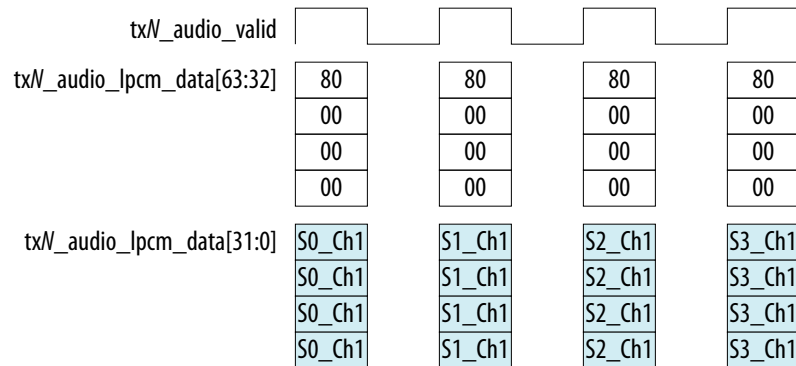 txN_audio_valid
txN_audio_lpcm_data[63:32] 80 80 80 80
00 00 00 00
00 00 00 00
00 00 00 00
txN_audio_lpcm_data[31:0] S0_Ch1 S1_Ch1 S2_Ch1 S3_Ch1
S0_Ch1 S1_Ch1 S2_Ch1 S3_Ch1
S0_Ch1 S1_Ch1 S2_Ch1 S3_Ch1
S0_Ch1 S1_Ch1 S2_Ch1 S3_Ch1